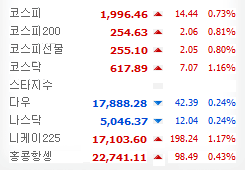 코스피 1,996.46 ▲ 14.44 0.73%
코스피200 254.63 ▲ 2.06 0.81%
코스피선물 255.10 ▲ 2.05 0.80%
코스닥 617.89 ▲ 7.07 1.16%
스타지수
다우 17,888.28 ▼ 42.39 0.24%
나스닥 5,046.37 ▼ 12.04 0.24%
니케이225 17,103.60 ▲ 198.24 1.17%
홍콩항셍 22,741.11 ▲ 98.49 0.43%